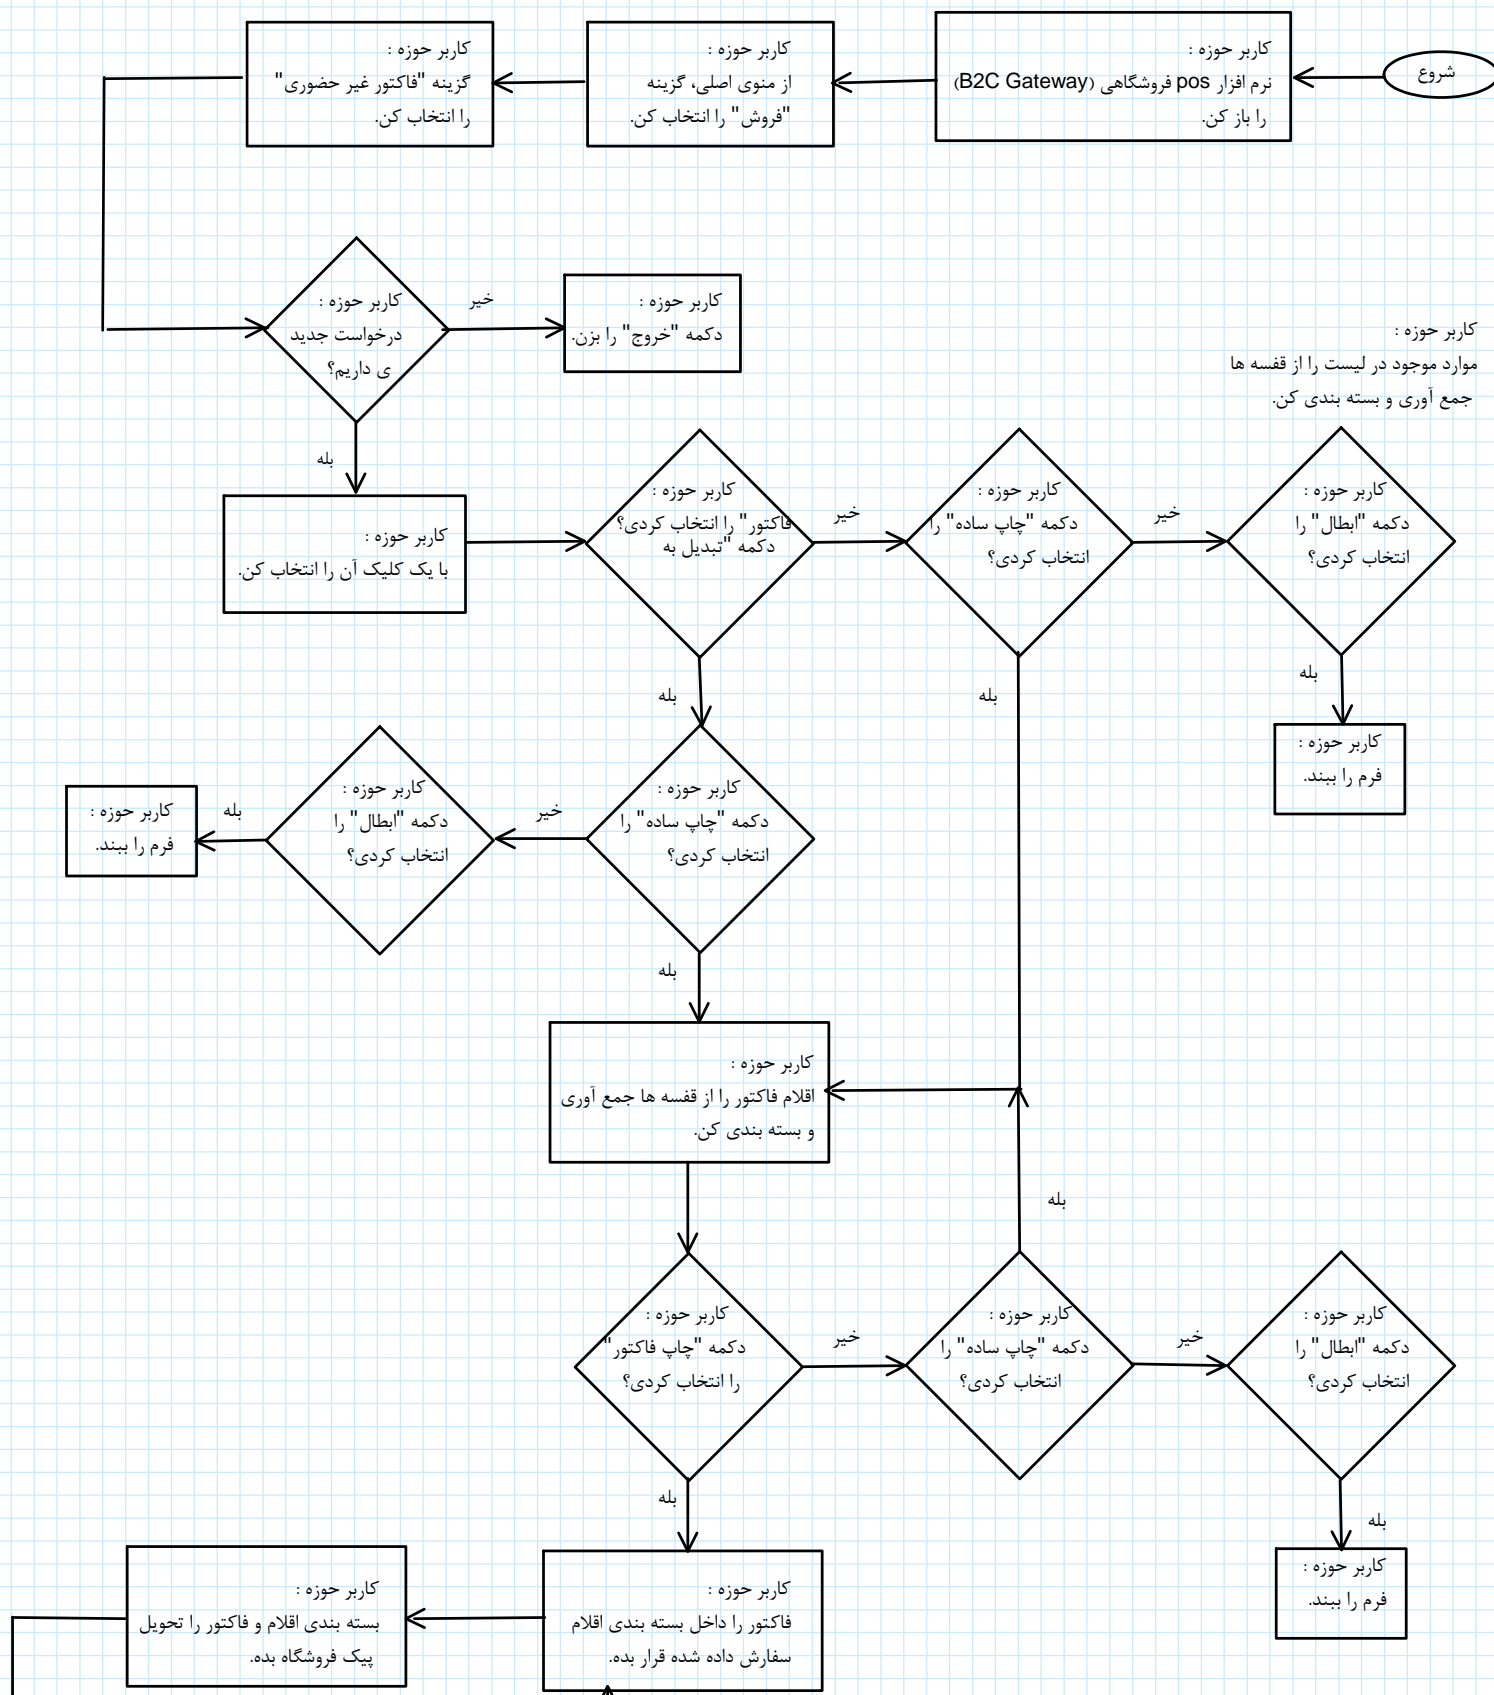 شروع
کاربر حوزه :
نرم افزار pos فروشگاهی (B2C Gateway)
را باز کن.
کاربر حوزه :
از منوی اصلی، گزینه
"فروش" را انتخاب کن.
کاربر حوزه :
گزینه "فاکتور غیر حضوری"
را انتخاب کن.
کاربر حوزه :
درخواست جدید
ی داریم؟
خیر
کاربر حوزه :
دکمه "خروج" را بزن.
کاربر حوزه :
موارد موجود در لیست را از قفسه ها
جمع آوری و بسته بندی کن.
بله
کاربر حوزه :
با یک کلیک آن را انتخاب کن.
کاربر حوزه :
فاکتور" را انتخاب کردی؟
دکمه "تبدیل به
خیر
کاربر حوزه :
دکمه "چاپ ساده" را
انتخاب کردی؟
خیر
کاربر حوزه :
دکمه "ابطال" را
انتخاب کردی؟
بله
بله
بله
کاربر حوزه :
فرم را ببند.
کاربر حوزه :
دکمه "چاپ ساده" را
انتخاب کردی؟
خیر
کاربر حوزه :
دکمه "ابطال" را
انتخاب کردی؟
بله
کاربر حوزه :
فرم را ببند.
بله
کاربر حوزه :
اقلام فاکتور را از قفسه ها جمع آوری
و بسته بندی کن.
بله
کاربر حوزه :
دکمه "چاپ فاکتور"
را انتخاب کردی؟
خیر
کاربر حوزه :
دکمه "چاپ ساده" را
انتخاب کردی؟
خیر
کاربر حوزه :
دکمه "ابطال" را
انتخاب کردی؟
بله
بله
کاربر حوزه :
فرم را ببند.
کاربر حوزه :
فاکتور را داخل بسته بندی اقلام
سفارش داده شده قرار بده.
کاربر حوزه :
بسته بندی اقلام و فاکتور را تحویل
پیک فروشگاه بده.